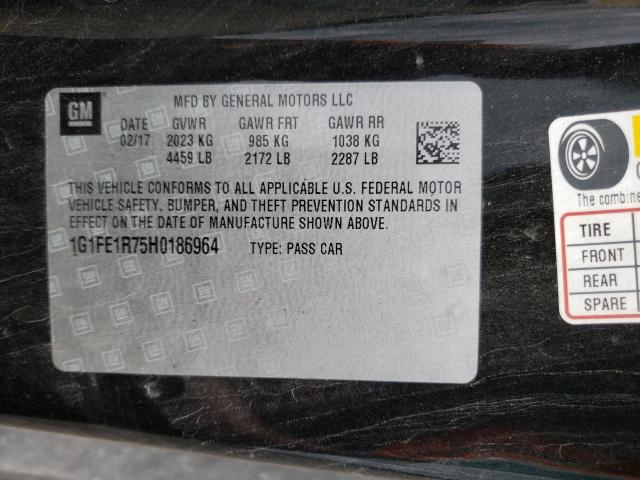 GM
MFD BY GENERAL MOTORS LLC
DATE GVWR GAWR FRT GAWR RR
02/17 2023 KG 985 KG 1038 KG
4459 LB 2172 LB 2287 LB
THIS VEHICLE CONFORMS TO ALL APPLICABLE U.S. FEDERAL MOTOR
VEHICLE SAFETY, BUMPER, AND THEFT PREVENTION STANDARDS IN
EFFECT ON THE DATE OF MANUFACTURE SHOWN ABOVE.
1G1FE1R75H0186964 TYPE: PASS CAR
The combine
TIRE
FRONT
REAR
SPARE